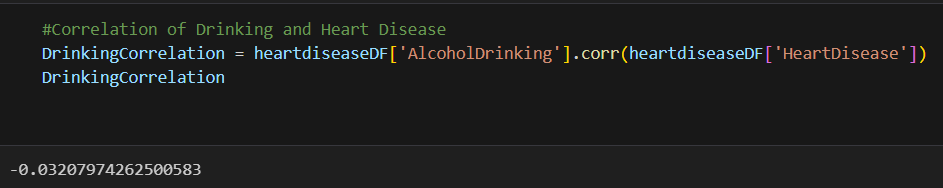 #Correlation of Drinking and Heart Disease
DrinkingCorrelation = heartdiseaseDF['AlcoholDrinking'].corr(heartdiseaseDF['HeartDisease'])
DrinkingCorrelation
-0.03207974262500583